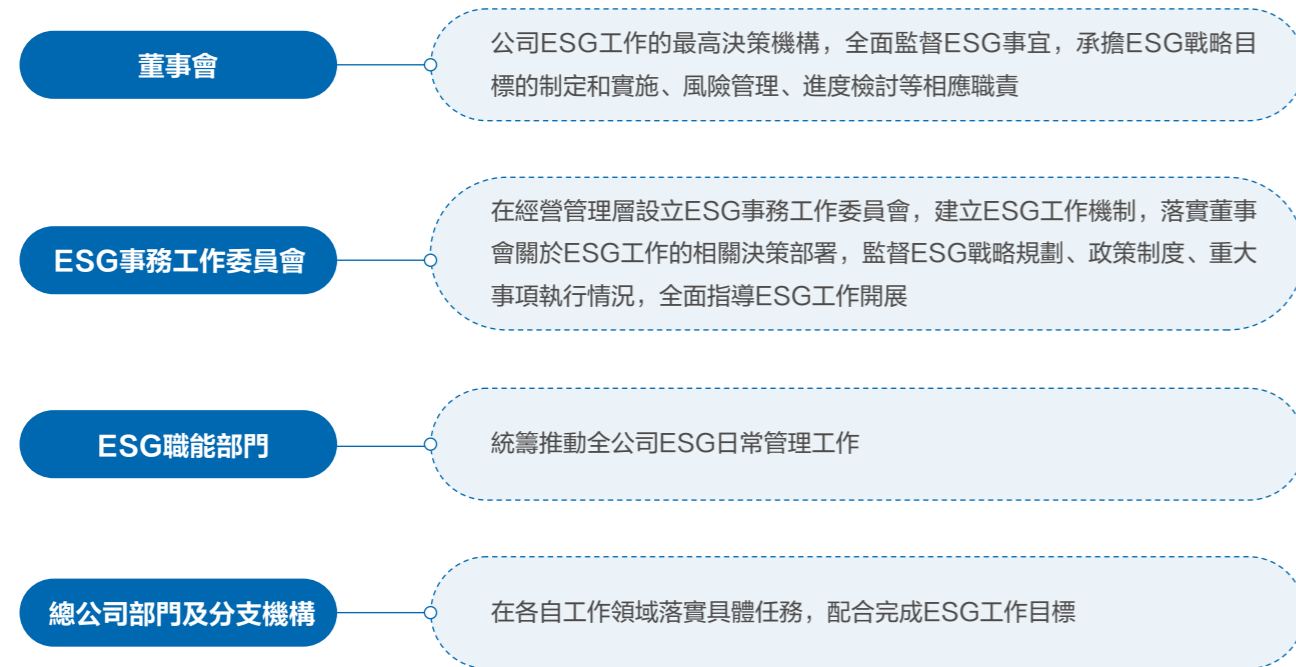 董事會
公司ESG工作的最高決策機構，全面監督ESG事宜，承擔ESG戰略目
標的制定和實施、風險管理、進度檢討等相應職責
ESG事務工作委員會
在經營管理層設立ESG事務工作委員會，建立ESG工作機制，落實董事
會關於ESG工作的相關決策部署，監督ESG戰略規劃、政策制度、重大
事項執行情況，全面指導ESG工作開展
ESG職能部門
統籌推動全公司ESG日常管理工作
總公司部門及分支機構
在各自工作領域落實具體任務，配合完成ESG工作目標